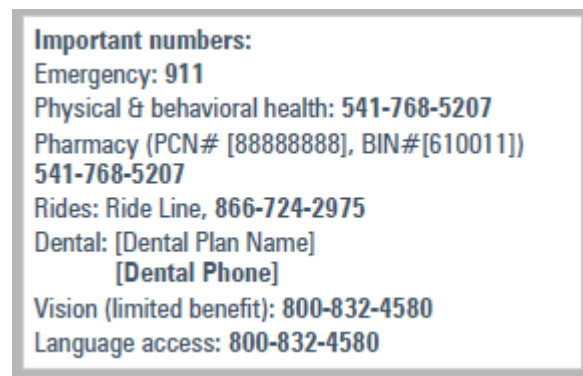 Important numbers:
Emergency: 911
Physical & behavioral health: 541-768-5207
Pharmacy (PCN# [88888888], BIN#[610011])
541-768-5207
Rides: Ride Line, 866-724-2975
Dental: [Dental Plan Name]
[Dental Phone]
Vision (limited benefit): 800-832-4580
Language access: 800-832-4580